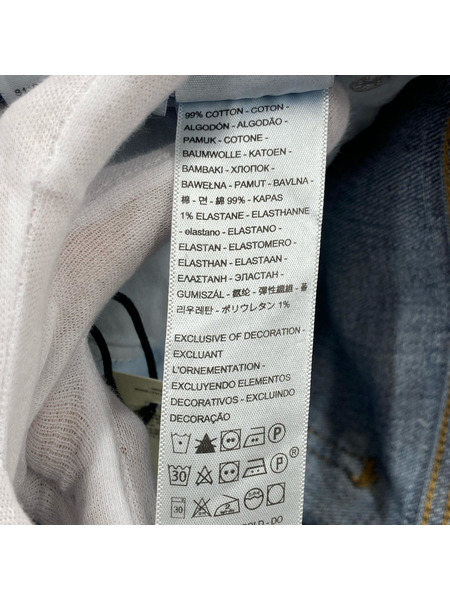 99% COTTON - COTON -
ALGODÓN - ALGODÃO -
PAMUK - COTONE -
BAUMWOLLE - KATOEN -
BAMBAKI - ХЛОПОК -
BAWEŁNA - PAMUT - BAVLNA -
棉 - 면 - 綿 99% - KAPAS
1% ELASTANE - ELASTHANNE
- elastano - ELASTANO -
ELASTAN - ELASTOMERO -
ELASTHAN - ELASTAAN -
ΕΛΑΣΤΑΝΗ - ЭЛАСТАН -
GUMISZÁL - 氨纶 - 彈性纖維 - 폴
리우레탄 - ポリウレタン 1%
EXCLUSIVE OF DECORATION -
EXCLUANT
L'ORNEMENTATION -
EXCLUYENDO ELEMENTOS
DECORATIVOS - EXCLUINDO
DECORAÇÃO
P
30 P
30
- DO